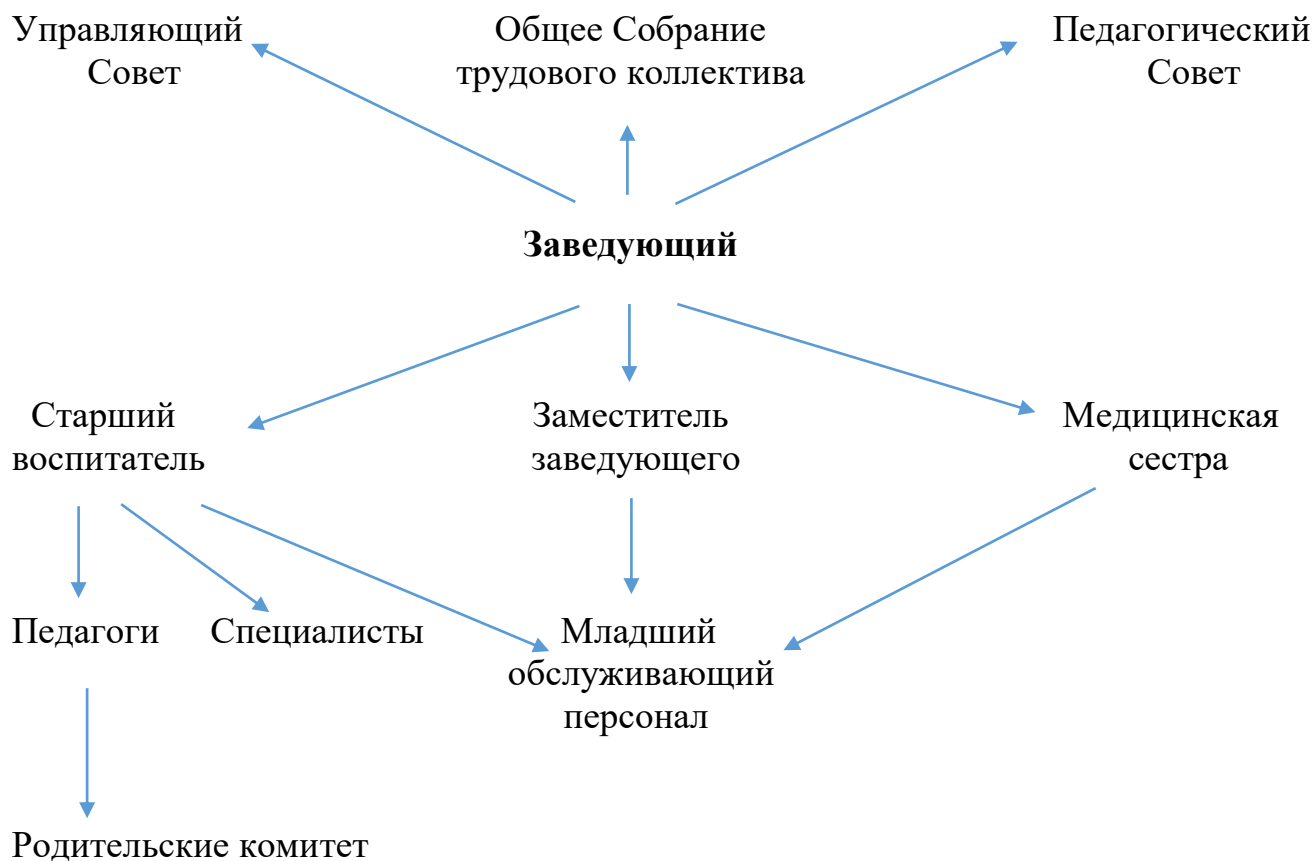 Управляющий
Совет
Общее Собрание
трудового коллектива
Педагогический
Совет
Заведующий
Старший
воспитатель
Заместитель
заведующего
Медицинская
сестра
Педагоги
Специалисты
Младший
обслуживающий
персонал
Родительские комитет